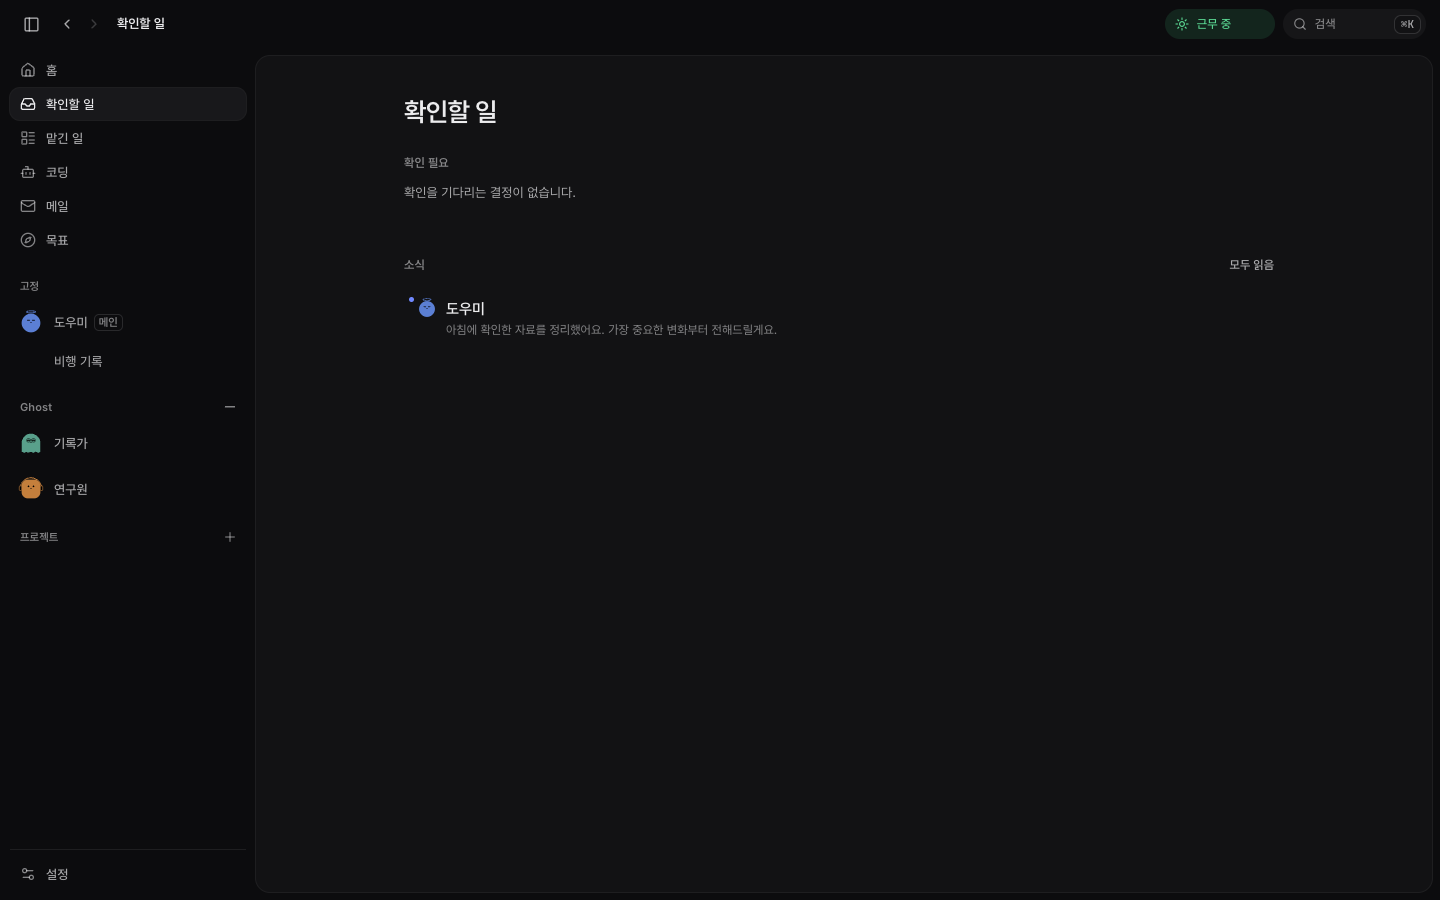 확인할 일
근무 중
검색
⌘K
홈
확인할 일
맡긴 일
코딩
메일
목표
고정
도우미 메인
비행 기록
Ghost
기록가
연구원
프로젝트
설정
확인할 일
확인 필요
확인을 기다리는 결정이 없습니다.
소식
모두 읽음
도우미
아침에 확인한 자료를 정리했어요. 가장 중요한 변화부터 전해드릴게요.